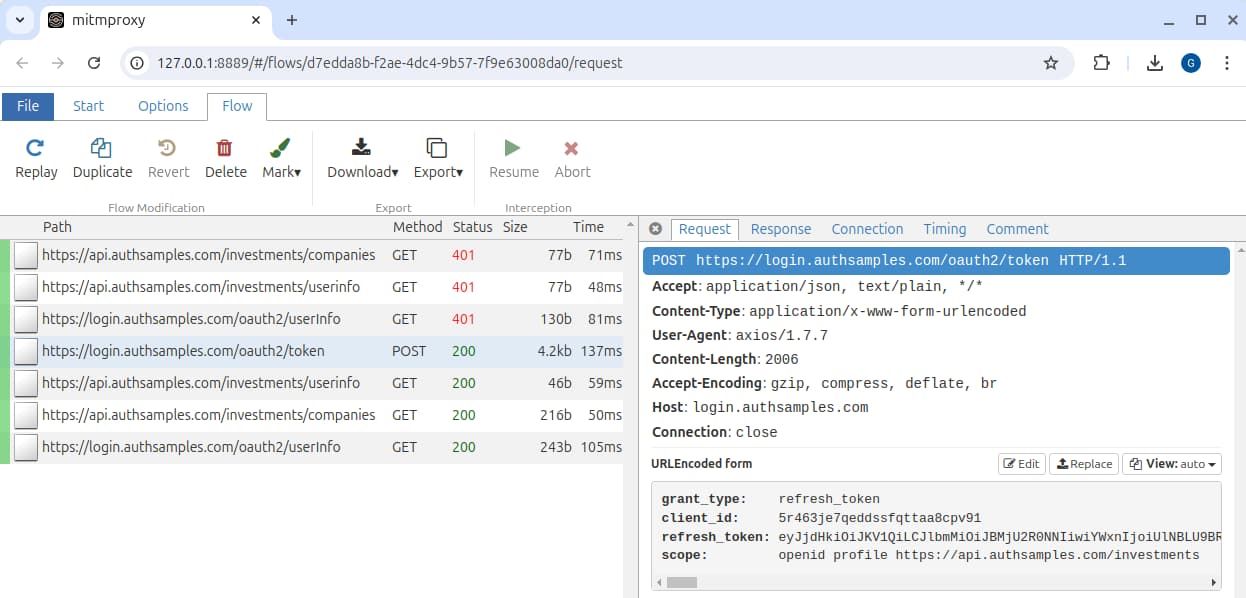 mitmproxy
127.0.0.1:8889/#/flows/d7edda8b-f2ae-4dc4-9b57-7f9e63008da0/request
G
File Start Options Flow
Replay Duplicate Revert Delete Mark▾ Download▾ Export▾ Resume Abort
Flow Modification Export Interception
Path Method Status Size Time
https://api.authsamples.com/investments/companies GET 401 77b 71ms
https://api.authsamples.com/investments/userinfo GET 401 77b 48ms
https://login.authsamples.com/oauth2/userInfo GET 401 130b 81ms
https://login.authsamples.com/oauth2/token POST 200 4.2kb 137ms
https://api.authsamples.com/investments/userinfo GET 200 46b 59ms
https://api.authsamples.com/investments/companies GET 200 216b 50ms
https://login.authsamples.com/oauth2/userInfo GET 200 243b 105ms
Request Response Connection Timing Comment
POST https://login.authsamples.com/oauth2/token HTTP/1.1
Accept: application/json, text/plain, */*
Content-Type: application/x-www-form-urlencoded
User-Agent: axios/1.7.7
Content-Length: 2006
Accept-Encoding: gzip, compress, deflate, br
Host: login.authsamples.com
Connection: close
URLEncoded form Edit Replace View: auto
grant_type: refresh_token
client_id: 5r463je7qeddssfqttaa8cpv91
refresh_token: eyJjdHkiOiJKV1QiLCJlbmMiOiJBMjU2R0NNIiwiYWxnIjoiUlNBLU9BR
scope: openid profile https://api.authsamples.com/investments